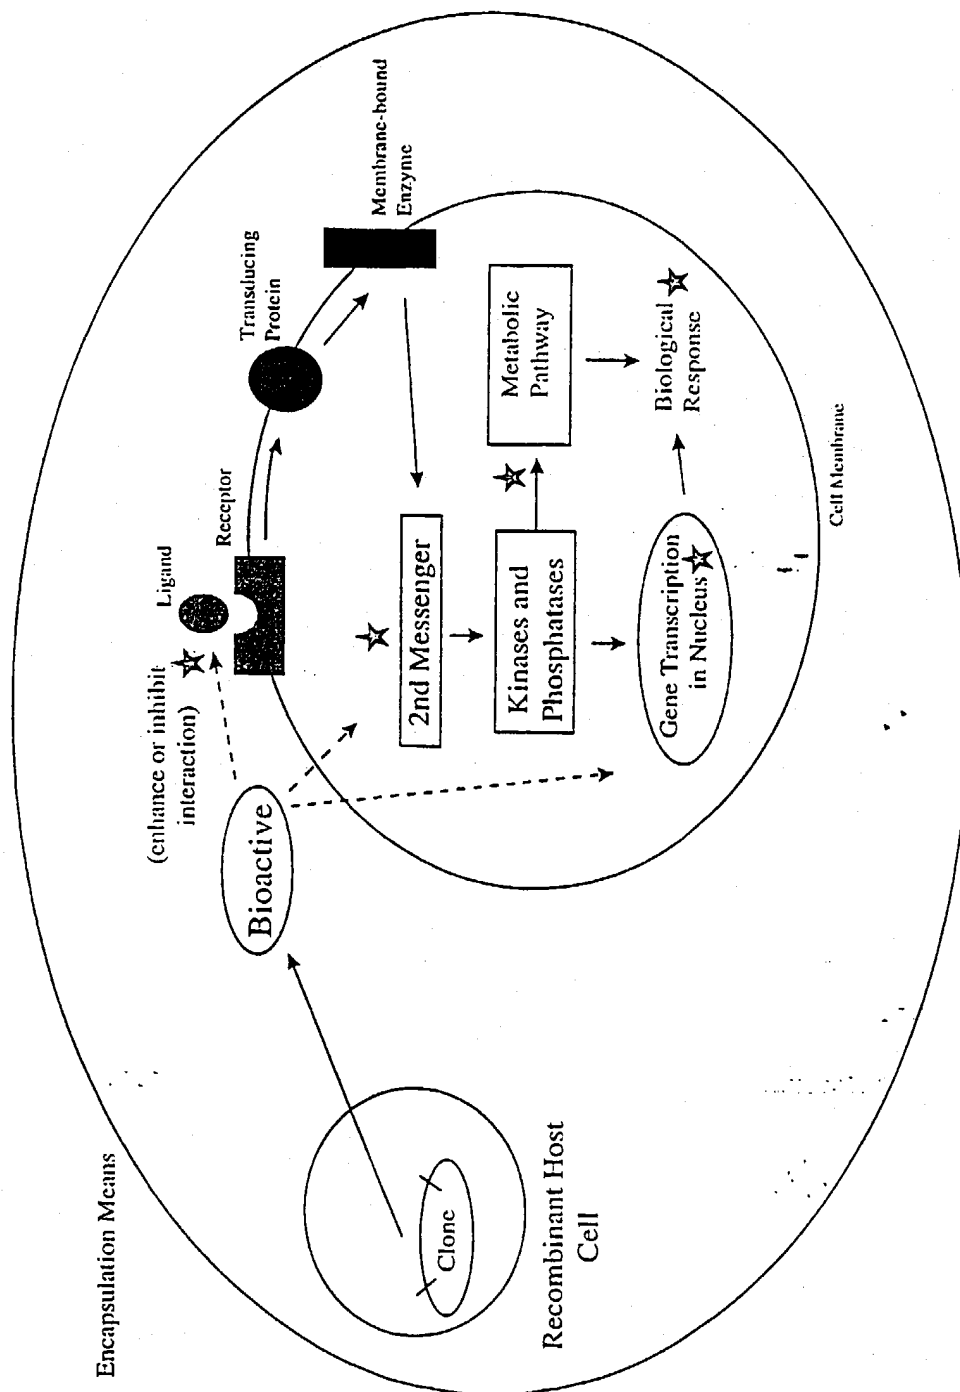 Encapsulation Means
(enhance or inhibit
interaction)
Ligand
Receptor
Transducing
Protein
Membrane-bound
Enzyme
Bioactive
2nd Messenger
Kinases and
Phosphatases
Metabolic
Pathway
Gene Transcription
in Nucleus
Biological
Response
Cell Membrane
Clone
Recombinant Host
Cell